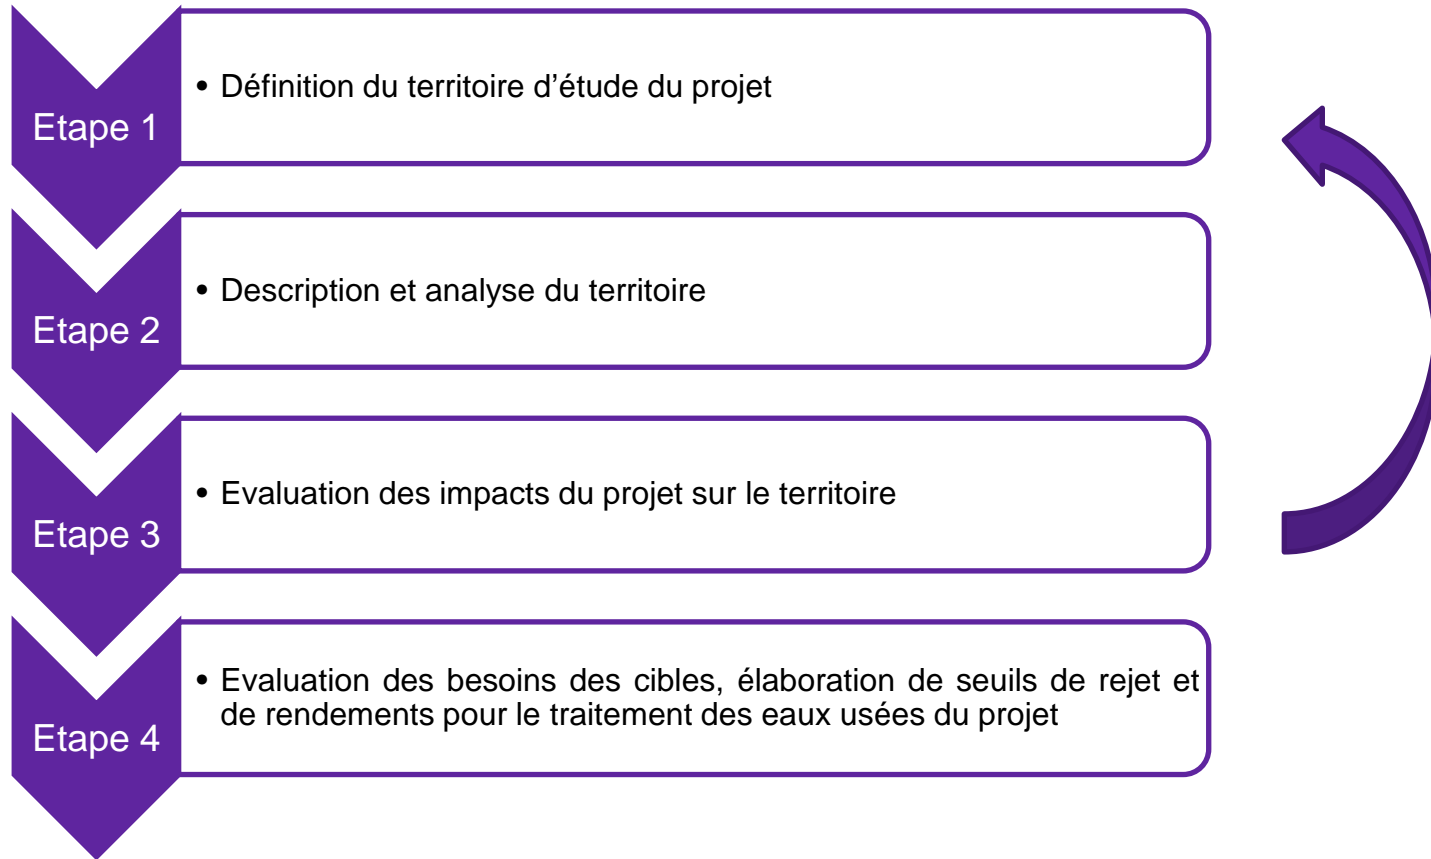 Etape 1
• Définition du territoire d’étude du projet
Etape 2
• Description et analyse du territoire
Etape 3
• Evaluation des impacts du projet sur le territoire
Etape 4
• Evaluation des besoins des cibles, élaboration de seuils de rejet et
de rendements pour le traitement des eaux usées du projet